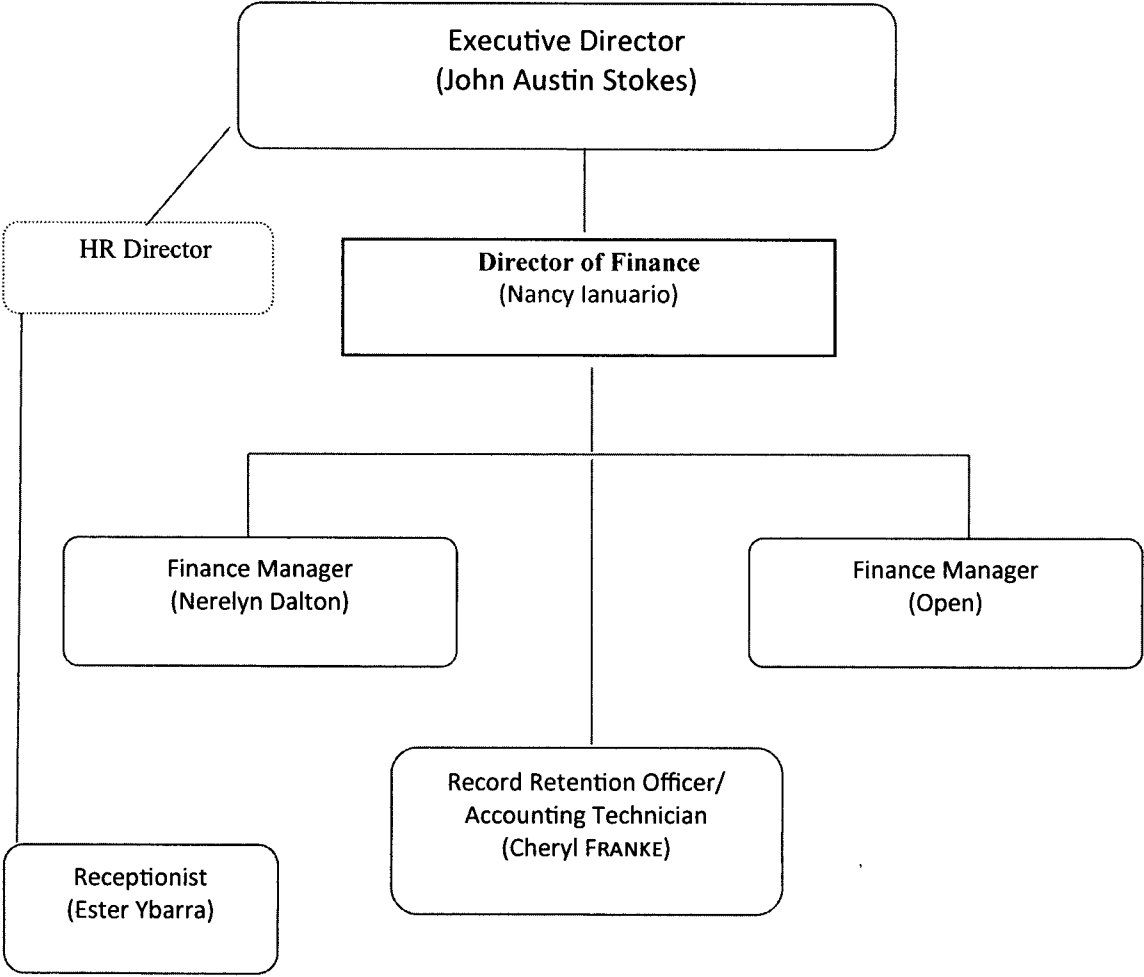 Executive Director
(John Austin Stokes)
HR Director
Director of Finance
(Nancy Ianuario)
Finance Manager
(Nerelyn Dalton)
Finance Manager
(Open)
Record Retention Officer/
Accounting Technician
(Cheryl FRANKE)
Receptionist
(Ester Ybarra)